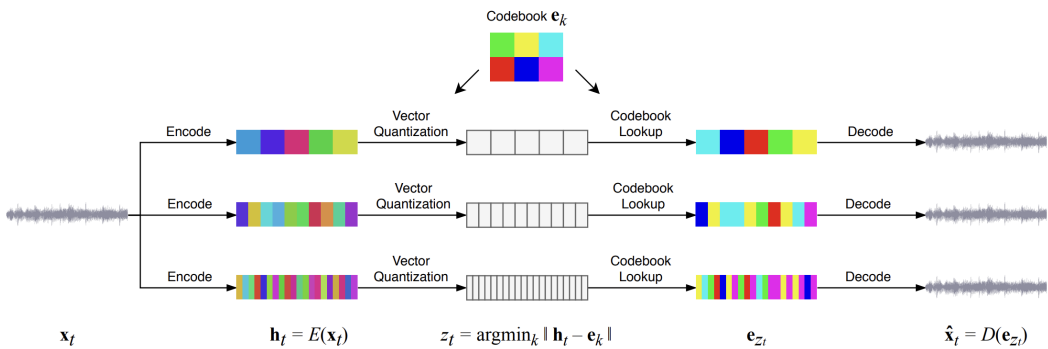 Codebook e_k
Encode
Vector
Quantization
Codebook
Lookup
Decode
Encode
Vector
Quantization
Codebook
Lookup
Decode
Encode
Vector
Quantization
Codebook
Lookup
Decode
x_t
h_t = E(x_t)
z_t = argmin_k ‖ h_t – e_k ‖
e_{z_t}
x̂_t = D(e_{z_t})